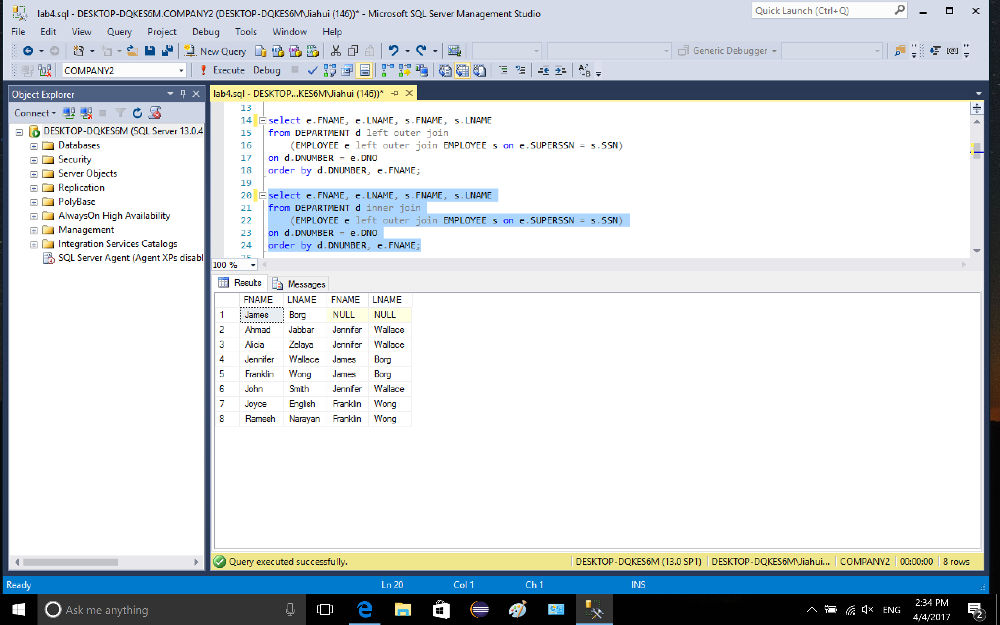 lab4.sql - DESKTOP-DQKES6M.COMPANY2 (DESKTOP-DQKES6M\Jiahui (146))* - Microsoft SQL Server Management Studio
Quick Launch (Ctrl+Q)
File Edit View Query Project Debug Tools Window Help
New Query
Generic Debugger
COMPANY2
Execute Debug
Object Explorer
Connect
DESKTOP-DQKES6M (SQL Server 13.0.4
Databases
Security
Server Objects
Replication
PolyBase
AlwaysOn High Availability
Management
Integration Services Catalogs
SQL Server Agent (Agent XPs disabl
lab4.sql - DESKTOP...KES6M\Jiahui (146))*
13
14 select e.FNAME, e.LNAME, s.FNAME, s.LNAME
15 from DEPARTMENT d left outer join
16 (EMPLOYEE e left outer join EMPLOYEE s on e.SUPERSSN = s.SSN)
17 on d.DNUMBER = e.DNO
18 order by d.DNUMBER, e.FNAME;
19
20 select e.FNAME, e.LNAME, s.FNAME, s.LNAME
21 from DEPARTMENT d inner join
22 (EMPLOYEE e left outer join EMPLOYEE s on e.SUPERSSN = s.SSN)
23 on d.DNUMBER = e.DNO
24 order by d.DNUMBER, e.FNAME;
25
100 %
Results Messages
FNAME LNAME FNAME LNAME
1 James Borg NULL NULL
2 Ahmad Jabbar Jennifer Wallace
3 Alicia Zelaya Jennifer Wallace
4 Jennifer Wallace James Borg
5 Franklin Wong James Borg
6 John Smith Jennifer Wallace
7 Joyce English Franklin Wong
8 Ramesh Narayan Franklin Wong
Query executed successfully. DESKTOP-DQKES6M (13.0 SP1) DESKTOP-DQKES6M\Jiahui... COMPANY2 00:00:00 8 rows
Ready Ln 20 Col 1 Ch 1 INS
Ask me anything
ENG
2:34 PM
4/4/2017
2